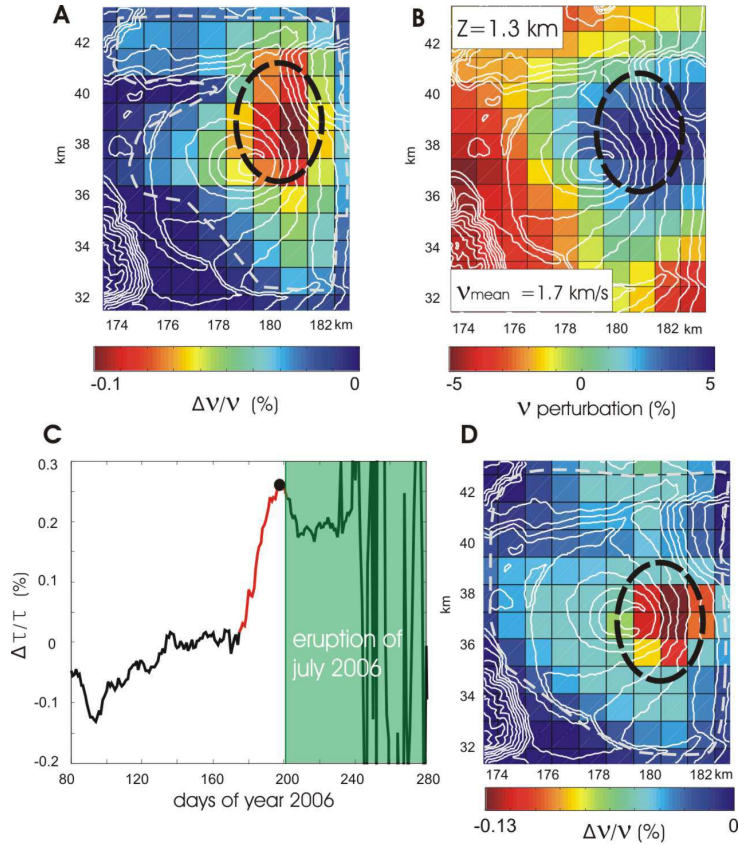 A
42
40
38
36
34
32
km
174 176 178 180 182 km
-0.1 0
Δν/ν (%)
B
Z=1.3 km
42
40
38
36
34
32
km
νmean =1.7 km/s
174 176 178 180 182 km
-5 0 5
ν perturbation (%)
C
0.3
0.2
0.1
0
-0.1
-0.2
Δτ/τ (%)
eruption of
july 2006
80 120 160 200 240 280
days of year 2006
D
42
40
38
36
34
32
km
174 176 178 180 182 km
-0.13 0
Δν/ν (%)